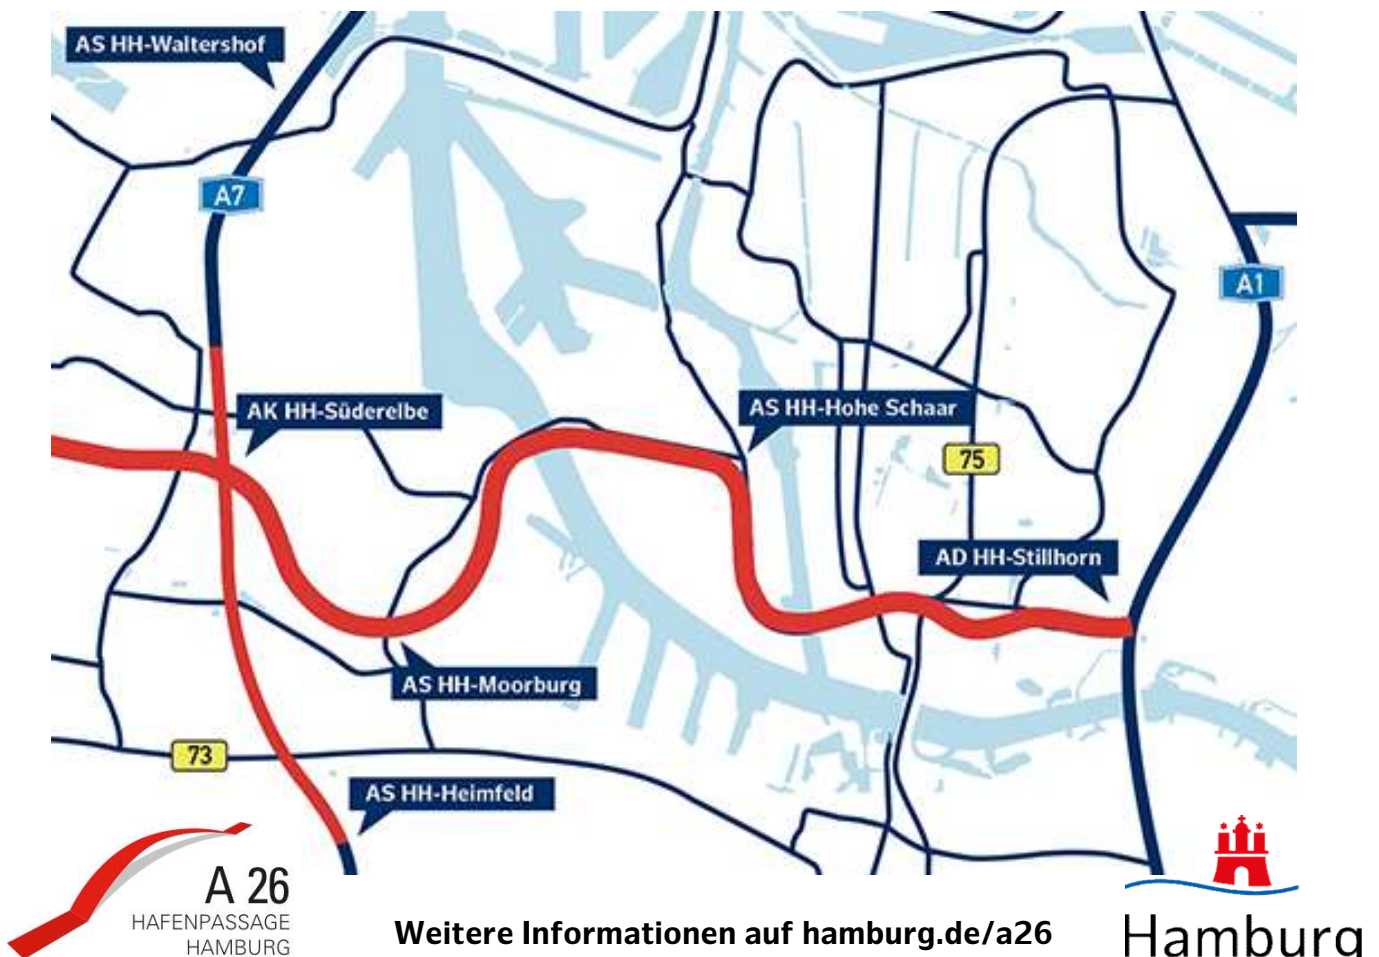 AS HH-Waltershof
A7
A1
AK HH-Süderelbe
AS HH-Hohe Schaar
75
AD HH-Stillhorn
AS HH-Moorburg
73
AS HH-Heimfeld
A 26
HAFENPASSAGE
HAMBURG
Weitere Informationen auf hamburg.de/a26
Hamburg